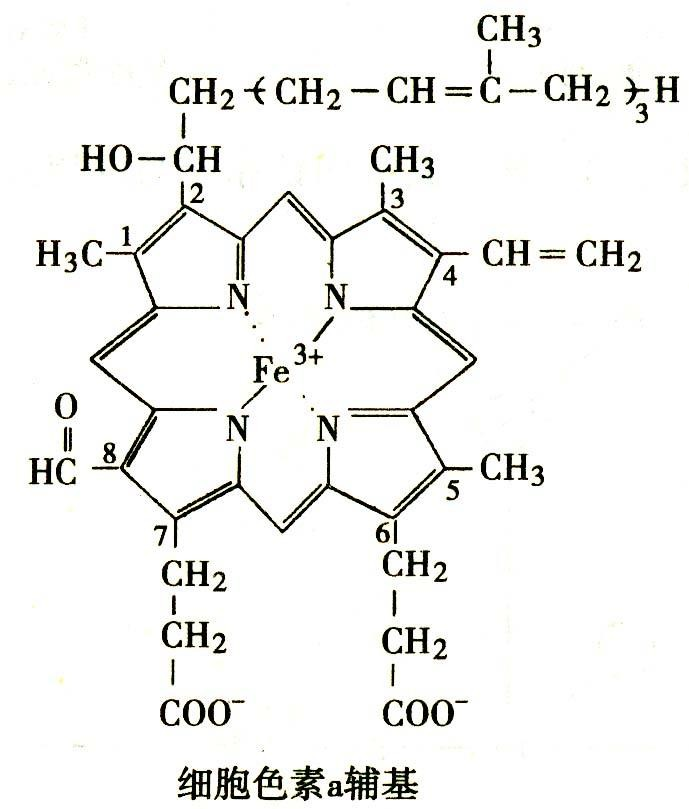 CH3
CH2-(CH2-CH=C-CH2)3-H
HO-CH
CH3
2
3
H3C
1
4
CH=CH2
N
N
Fe3+
O
N
N
HC
8
5
CH3
7
6
CH2
CH2
CH2
CH2
COO-
COO-
细胞色素a辅基